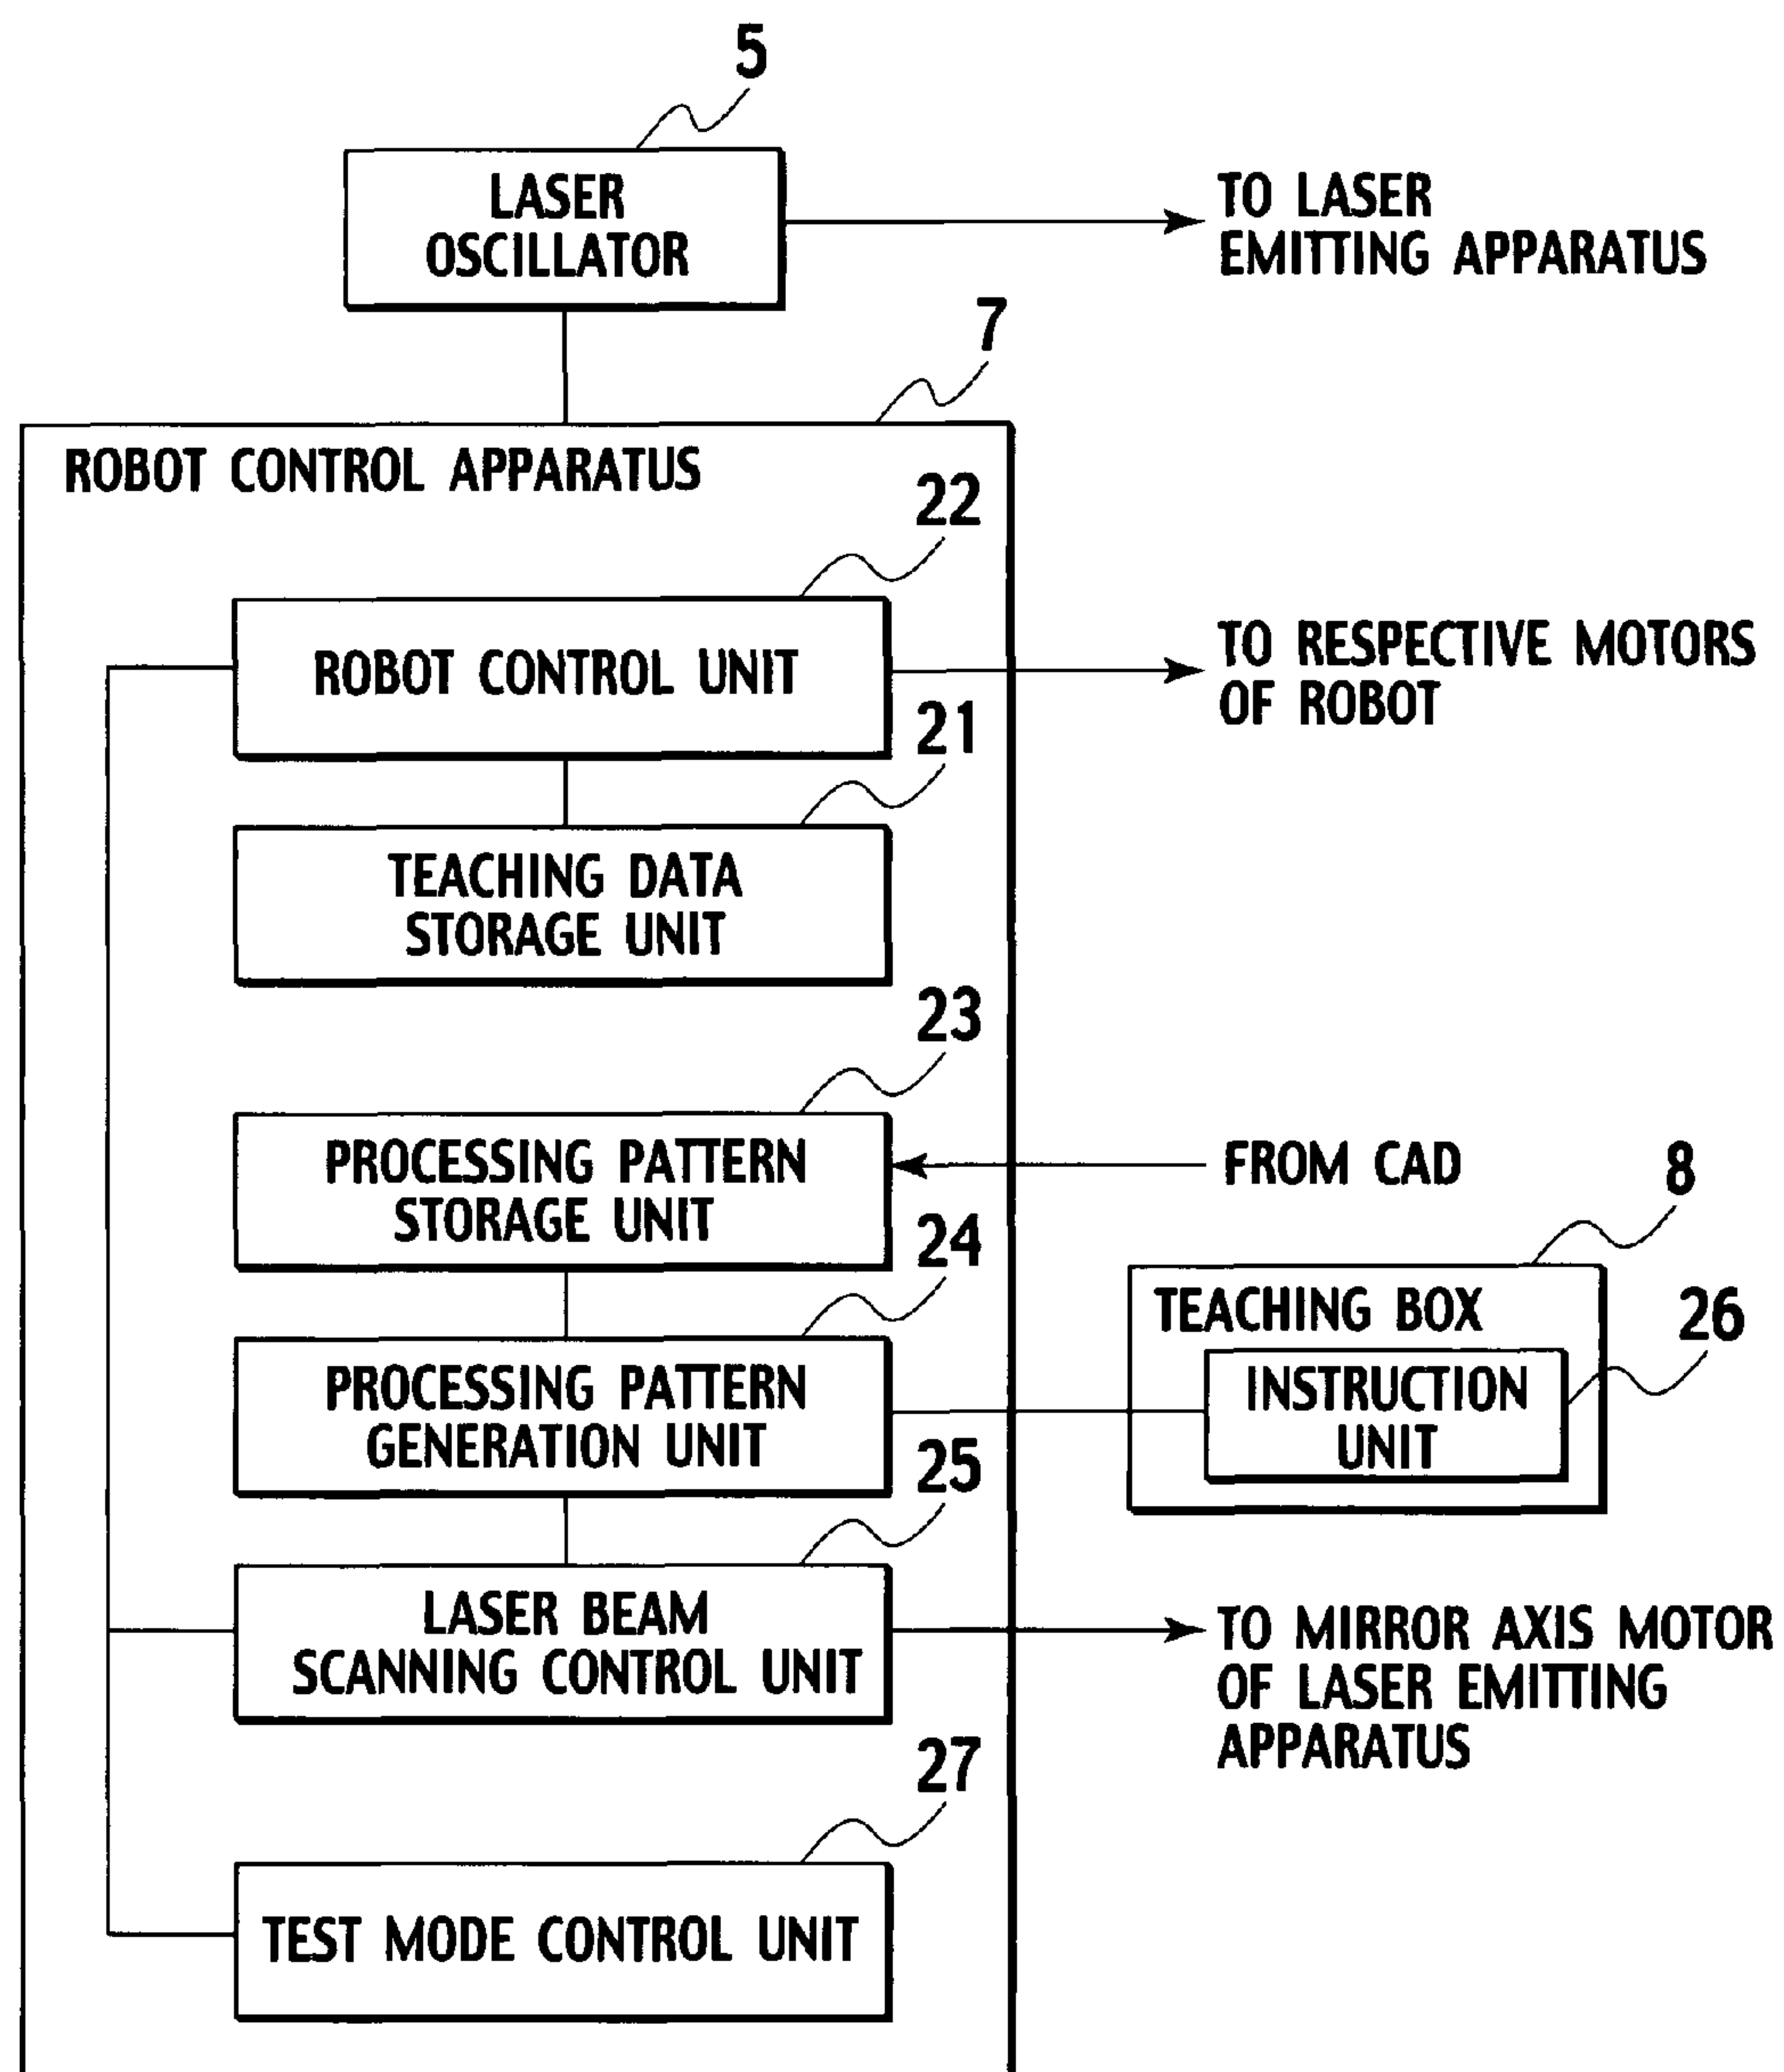 5
LASER
OSCILLATOR
TO LASER
EMITTING APPARATUS
7
ROBOT CONTROL APPARATUS
22
ROBOT CONTROL UNIT
TO RESPECTIVE MOTORS
OF ROBOT
21
TEACHING DATA
STORAGE UNIT
23
PROCESSING PATTERN
STORAGE UNIT
FROM CAD
8
24
TEACHING BOX
26
PROCESSING PATTERN
GENERATION UNIT
INSTRUCTION
UNIT
25
LASER BEAM
SCANNING CONTROL UNIT
TO MIRROR AXIS MOTOR
OF LASER EMITTING
APPARATUS
27
TEST MODE CONTROL UNIT